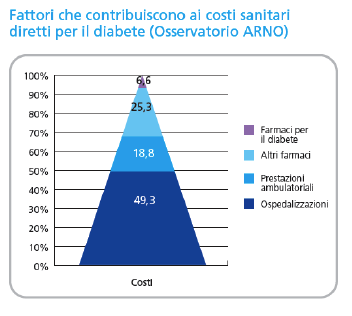 Fattori che contribuiscono ai costi sanitari
diretti per il diabete (Osservatorio ARNO)
100%
90%
80%
70%
60%
50%
40%
30%
20%
10%
0%
6,6
25,3
18,8
49,3
Costi
Farmaci per
il diabete
Altri farmaci
Prestazioni
ambulatoriali
Ospedalizzazioni